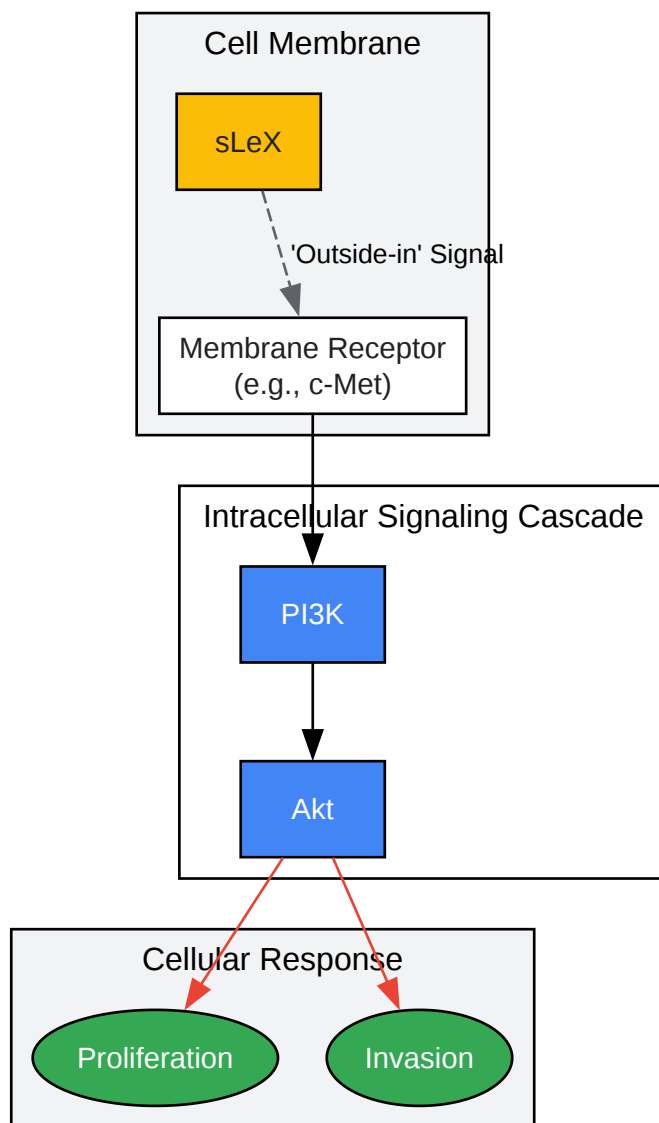 Cell Membrane
sLeX
'Outside-in' Signal
Membrane Receptor
(e.g., c-Met)
Intracellular Signaling Cascade
PI3K
Akt
Cellular Response
Proliferation
Invasion